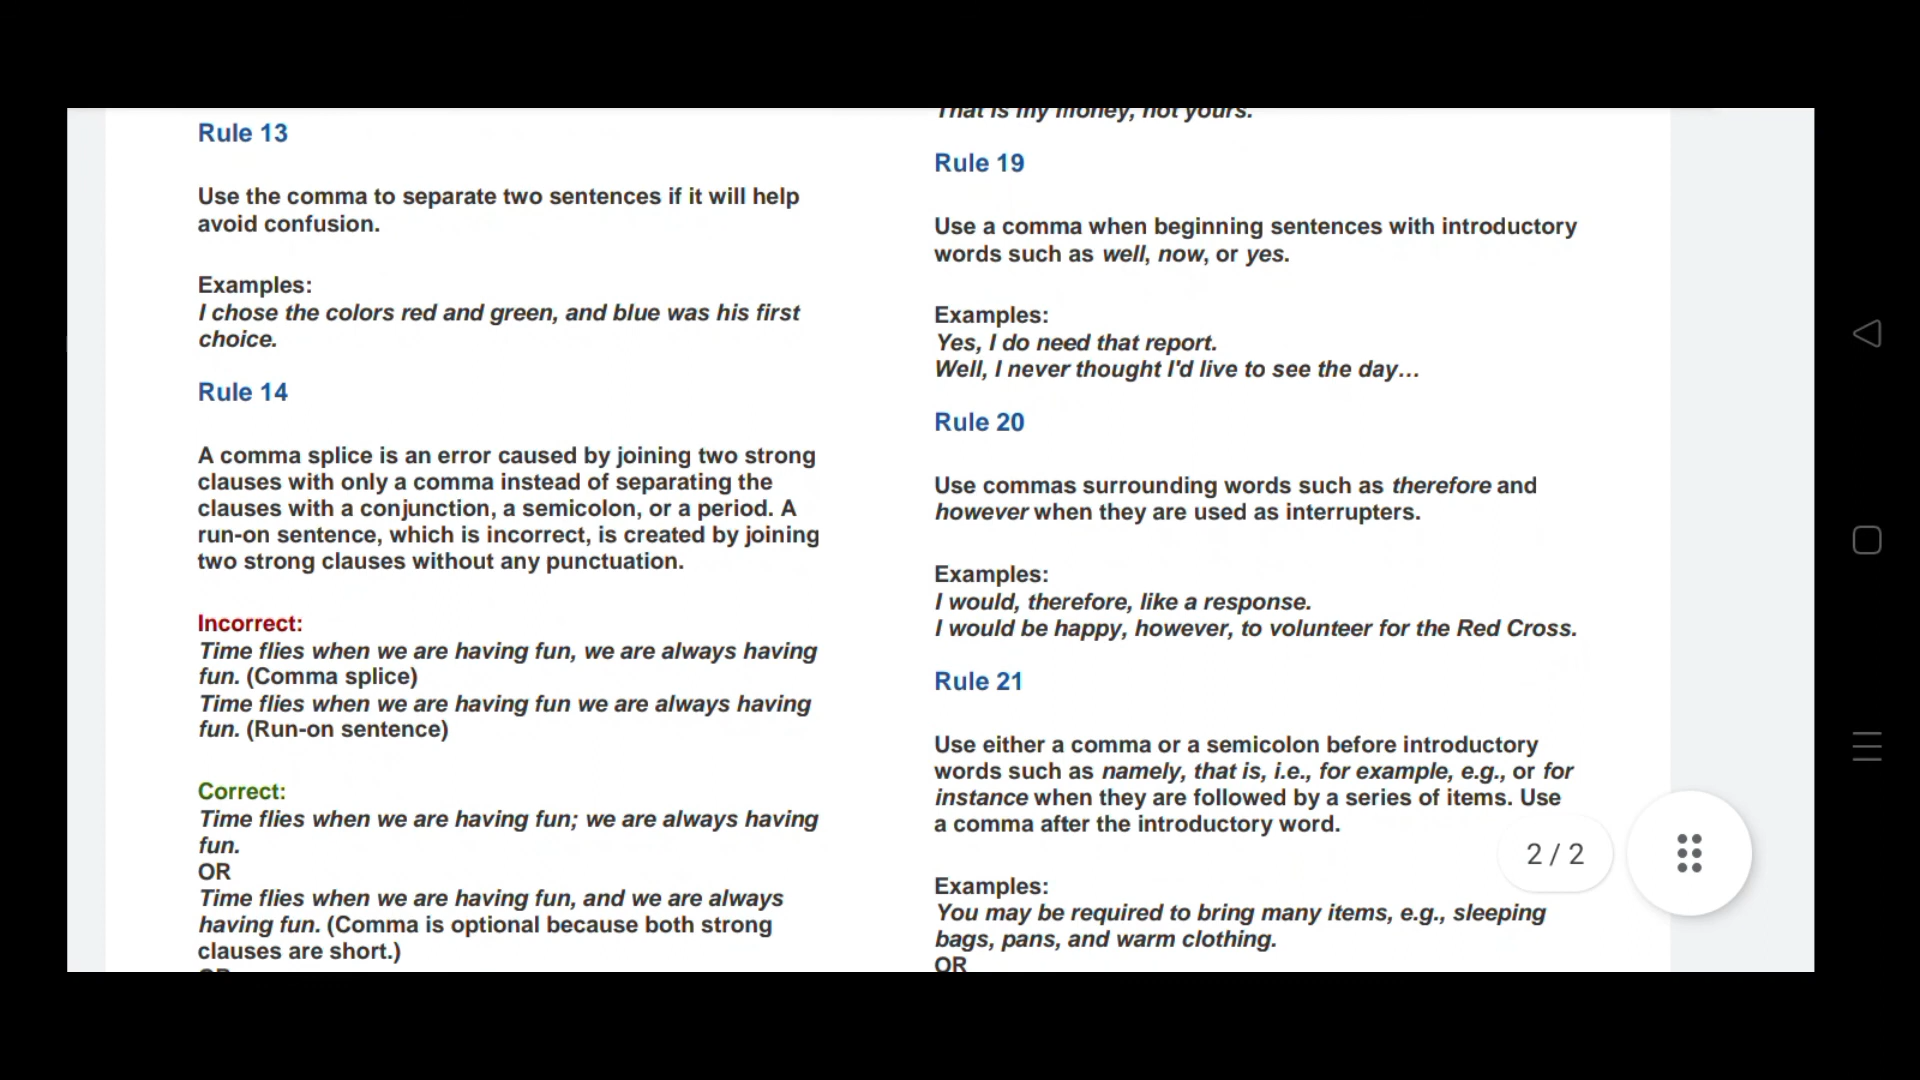 Rule 13
Use the comma to separate two sentences if it will help
avoid confusion.
Examples:
I chose the colors red and green, and blue was his first
choice.
Rule 14
A comma splice is an error caused by joining two strong
clauses with only a comma instead of separating the
clauses with a conjunction, a semicolon, or a period. A
run-on sentence, which is incorrect, is created by joining
two strong clauses without any punctuation.
Incorrect:
Time flies when we are having fun, we are always having
fun. (Comma splice)
Time flies when we are having fun we are always having
fun. (Run-on sentence)
Correct:
Time flies when we are having fun; we are always having
fun.
OR
Time flies when we are having fun, and we are always
having fun. (Comma is optional because both strong
clauses are short.)
OR
That is my money, not yours.
Rule 19
Use a comma when beginning sentences with introductory
words such as well, now, or yes.
Examples:
Yes, I do need that report.
Well, I never thought I'd live to see the day…
Rule 20
Use commas surrounding words such as therefore and
however when they are used as interrupters.
Examples:
I would, therefore, like a response.
I would be happy, however, to volunteer for the Red Cross.
Rule 21
Use either a comma or a semicolon before introductory
words such as namely, that is, i.e., for example, e.g., or for
instance when they are followed by a series of items. Use
a comma after the introductory word.
Examples:
You may be required to bring many items, e.g., sleeping
bags, pans, and warm clothing.
OR
2 / 2